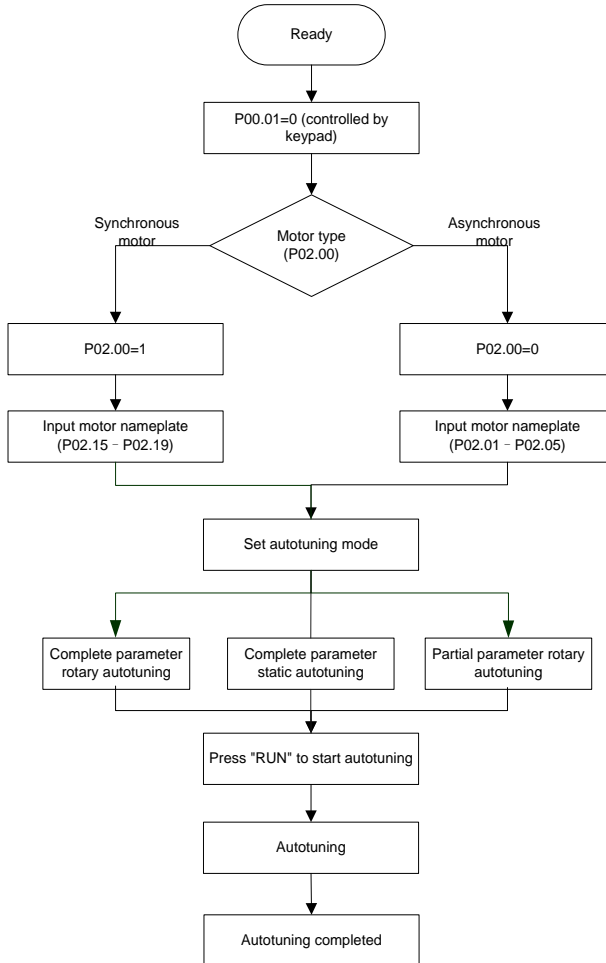 Ready
P00.01=0 (controlled by
keypad)
Synchronous
motor
Motor type
(P02.00)
Asynchronous
motor
P02.00=1
P02.00=0
Input motor nameplate
(P02.15﹣P02.19)
Input motor nameplate
(P02.01﹣P02.05)
Set autotuning mode
Complete parameter
rotary autotuning
Complete parameter
static autotuning
Partial parameter rotary
autotuning
Press "RUN" to start autotuning
Autotuning
Autotuning completed